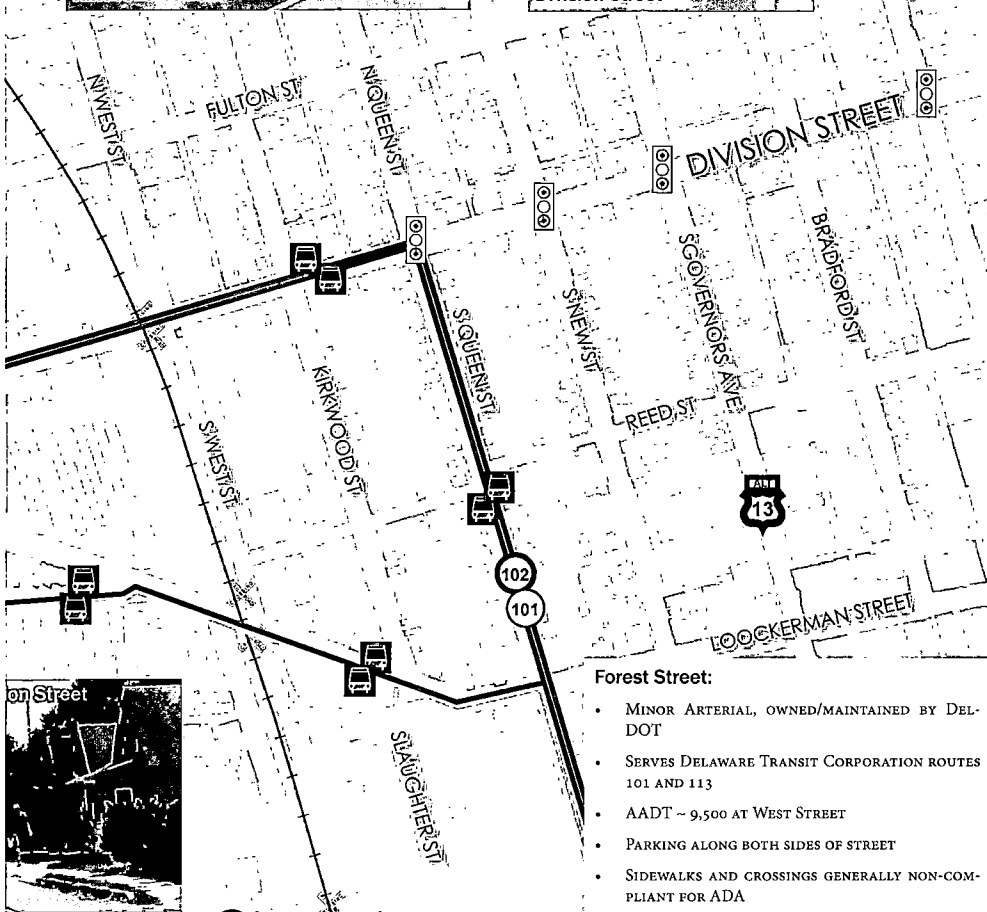 Division Street
N WEST ST
FULTON ST
N QUEEN ST
DIVISION STREET
BRADFORD ST
S GOVERNORS AVE
S NEW ST
S QUEEN ST
KIRKWOOD ST
REED ST
S WEST ST
ALT
13
102
101
LOOCKERMAN STREET
on Street
SLAUGHTER ST
Forest Street:
• MINOR ARTERIAL, OWNED/MAINTAINED BY DEL-
DOT
• SERVES DELAWARE TRANSIT CORPORATION ROUTES
101 AND 113
• AADT ~ 9,500 AT WEST STREET
• PARKING ALONG BOTH SIDES OF STREET
• SIDEWALKS AND CROSSINGS GENERALLY NON-COM-
PLIANT FOR ADA